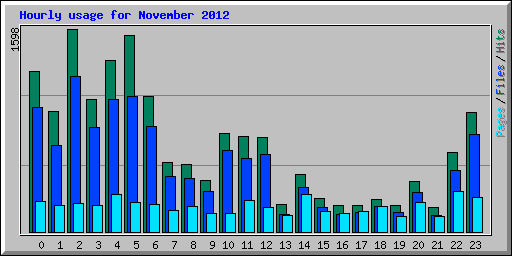 Hourly usage for November 2012
1598
Pages/Files/Hits
0 1 2 3 4 5 6 7 8 9 10 11 12 13 14 15 16 17 18 19 20 21 22 23